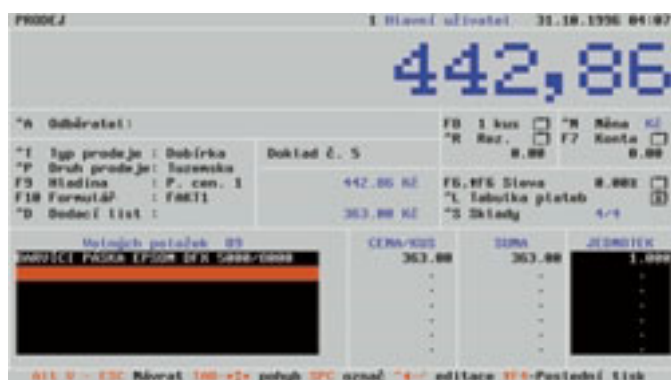 PRODEJ 1 Hlavní uživatel 31.10.1996 04:07
442,86
^A Odběratel: F8 1 kus ^M Měna Kč
^R Rez. F7 Konta
^T Typ prodeje : Dobírka Doklad č. 5 0.00 0.00
^P Druh prodeje: Tuzemsko
F9 Hladina : P. cen. 1 442.86 Kč F6,#F6 Sleva 0.00%
F10 Formulář : FAKT1 ^L Tabulka plateb
^D Dodací list : 363.00 Kč ^S Sklady 4/4
Volných položek 89 CENA/KUS SUMA JEDNOTEK
BARVÍCÍ PÁSKA EPSON DFX 5000/8000 363.00 363.00 1.000
Alt U - ESC Návrat pohyb SPC označ editace #F4-Poslední tisk